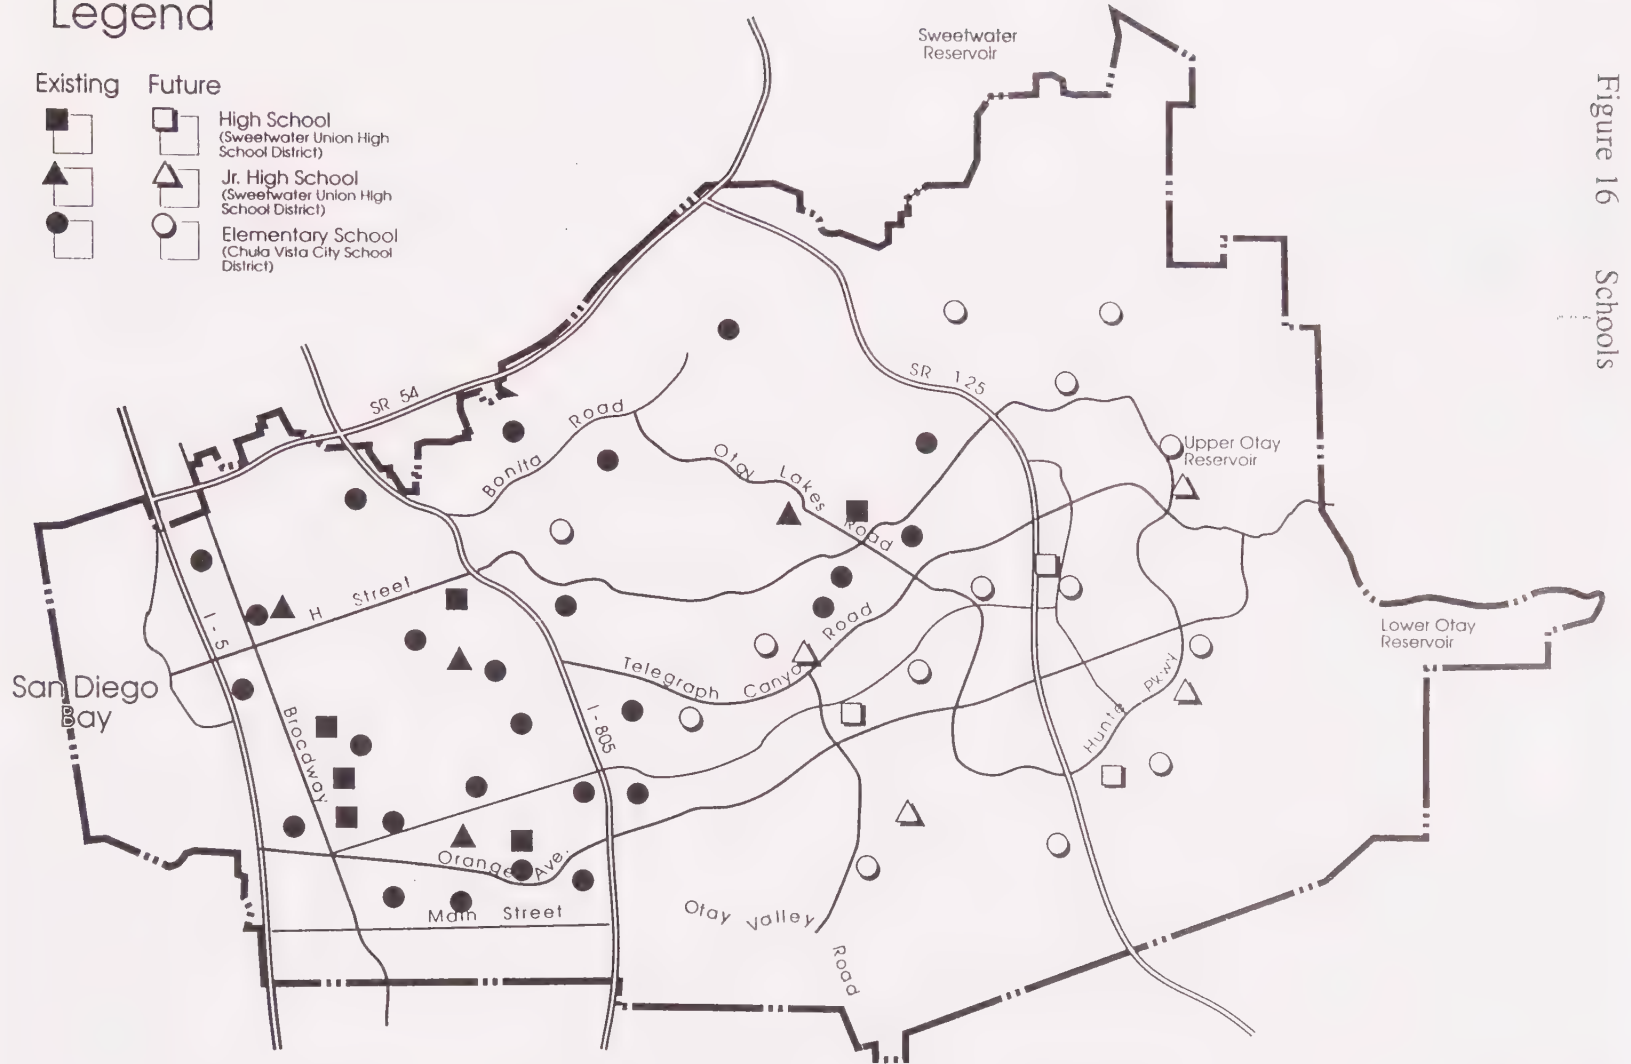 Legend
Existing Future
High School
(Sweetwater Union High
School District)
Jr. High School
(Sweetwater Union High
School District)
Elementary School
(Chula Vista City School
District)
Figure 16 Schools
Sweetwater
Reservoir
SR 54
SR 125
Bonita Road
Otay Lakes Road
Upper Otay
Reservoir
H Street
I-5
Telegraph Canyon Road
Lower Otay
Reservoir
San Diego
Bay
Broadway
I-805
Hunte Pkwy
Orange Ave.
Main Street
Otay Valley Road